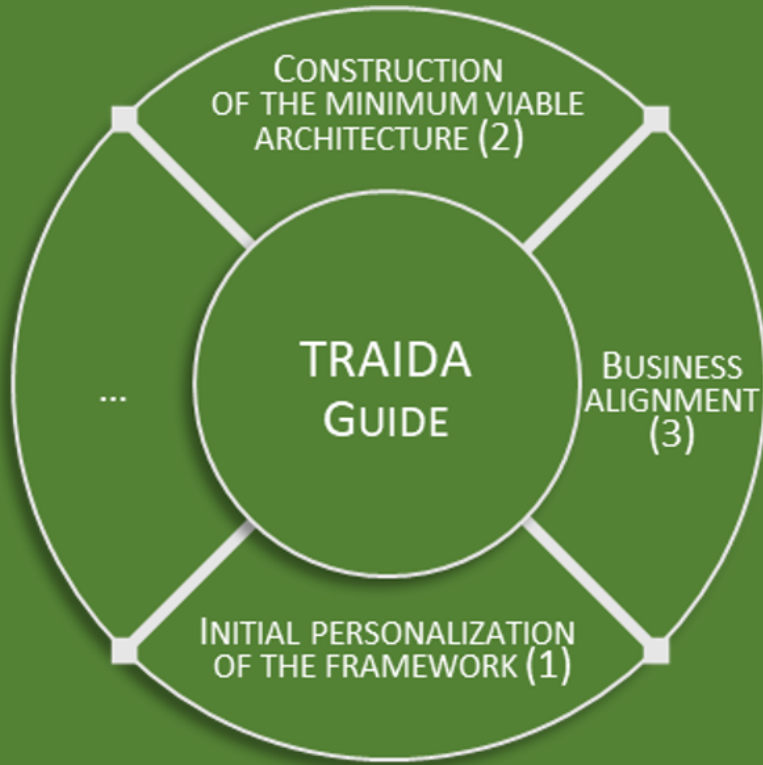 CONSTRUCTION
OF THE MINIMUM VIABLE
ARCHITECTURE (2)
...
TRAIDA
GUIDE
BUSINESS
ALIGNMENT
(3)
INITIAL PERSONALIZATION
OF THE FRAMEWORK (1)